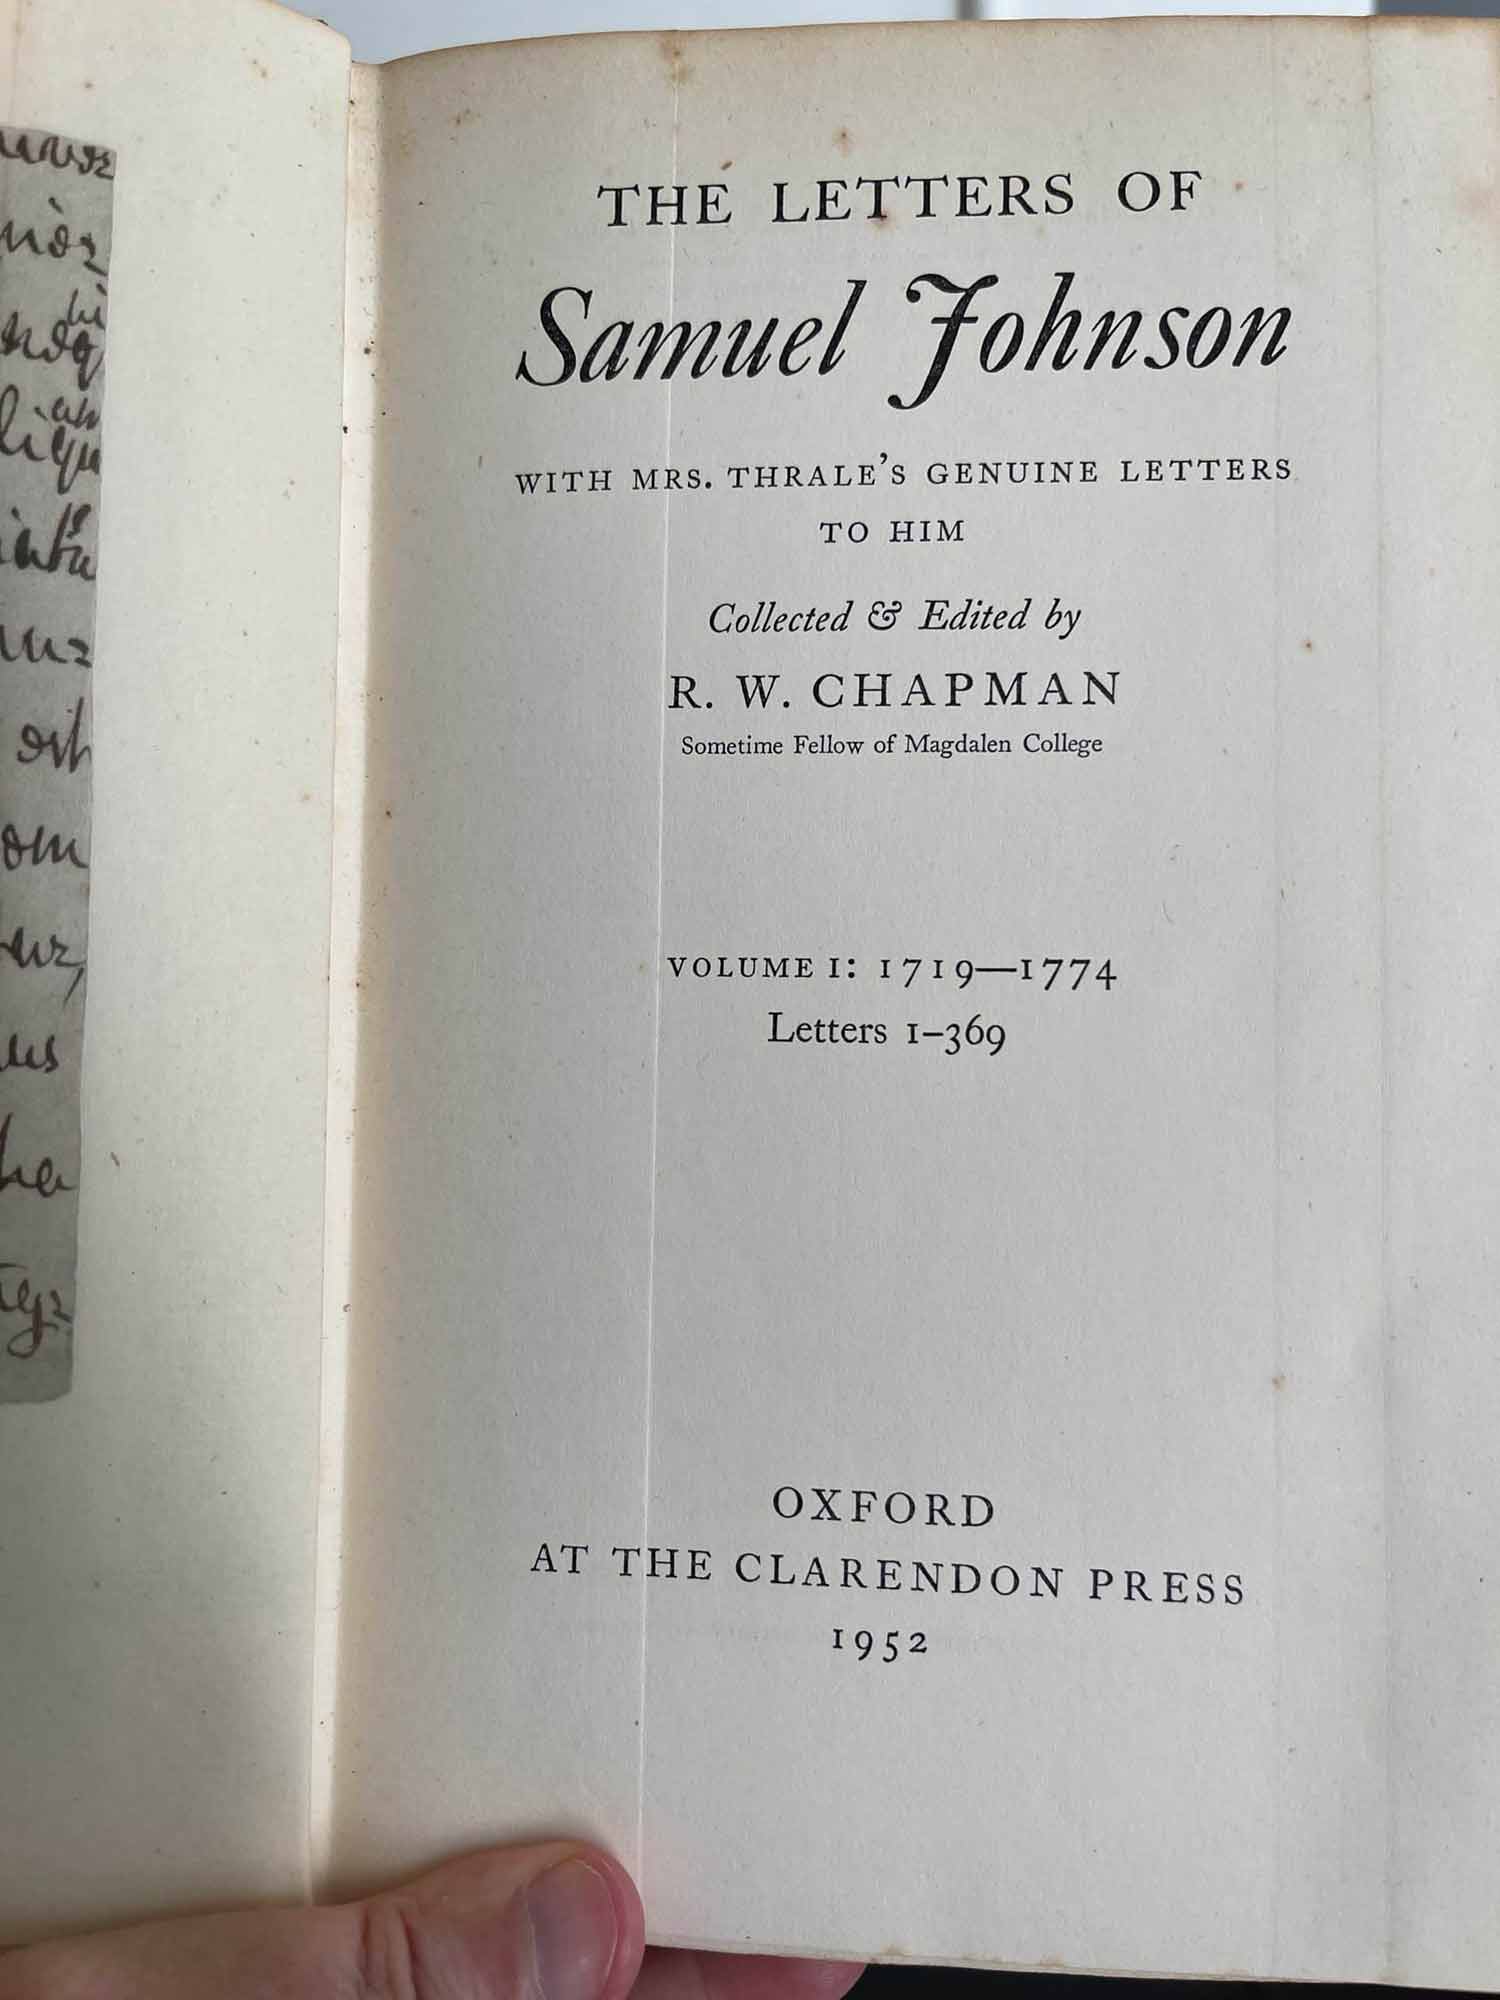 THE LETTERS OF
Samuel Johnson
WITH MRS. THRALE'S GENUINE LETTERS
TO HIM
Collected & Edited by
R. W. CHAPMAN
Sometime Fellow of Magdalen College
VOLUME I: 1719—1774
Letters 1–369
OXFORD
AT THE CLARENDON PRESS
1952